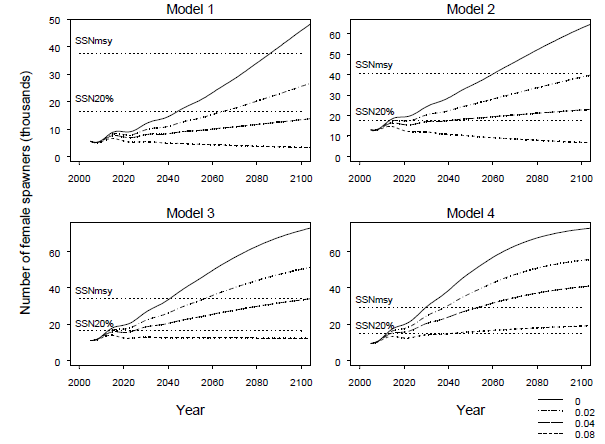 Model 1
Model 2
50
40
30
20
10
0
SSNmsy
SSN20%
2000 2020 2040 2060 2080 2100
60
50
40
30
20
10
0
SSNmsy
SSN20%
2000 2020 2040 2060 2080 2100
Number of female spawners (thousands)
Model 3
Model 4
60
40
20
0
SSNmsy
SSN20%
2000 2020 2040 2060 2080 2100
60
40
20
0
SSNmsy
SSN20%
2000 2020 2040 2060 2080 2100
Year
Year
0
0.02
0.04
0.08